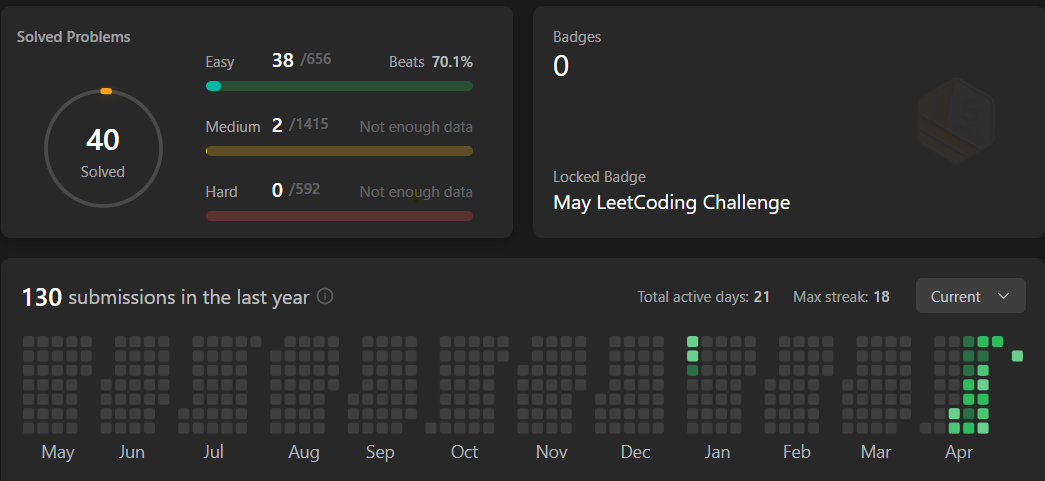 Solved Problems
40
Solved
Easy 38 /656 Beats 70.1%
Medium 2 /1415 Not enough data
Hard 0 /592 Not enough data
Badges
0
Locked Badge
May LeetCoding Challenge
130 submissions in the last year
Total active days: 21 Max streak: 18 Current
May Jun Jul Aug Sep Oct Nov Dec Jan Feb Mar Apr